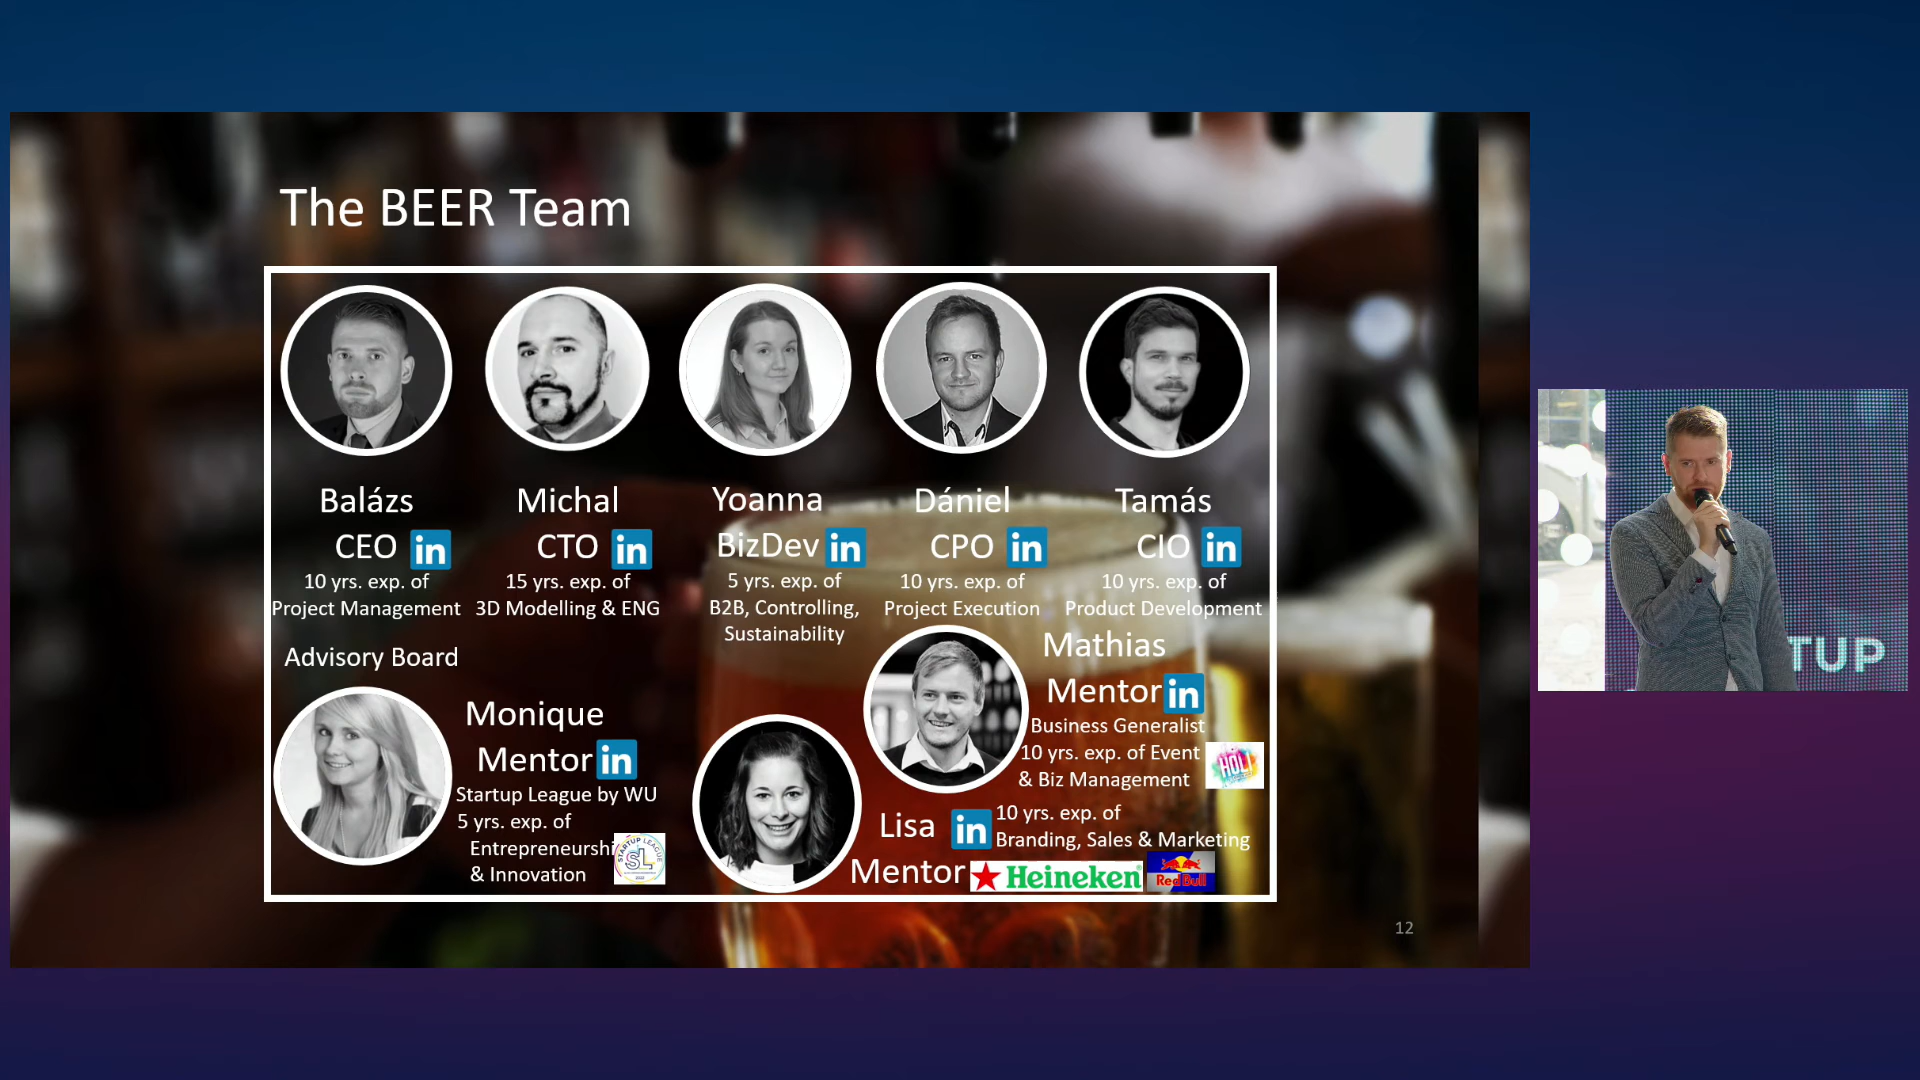 The BEER Team
Balázs
CEO in
10 yrs. exp. of
Project Management
Michal
CTO in
15 yrs. exp. of
3D Modelling & ENG
Yoanna
BizDev in
5 yrs. exp. of
B2B, Controlling,
Sustainability
Dániel
CPO in
10 yrs. exp. of
Project Execution
Tamás
CIO in
10 yrs. exp. of
Product Development
Advisory Board
Monique
Mentor in
Startup League by WU
5 yrs. exp. of
Entrepreneurshi
& Innovation
STARTUP LEAGUE
SL
Mathias
Mentor in
Business Generalist
10 yrs. exp. of Event
& Biz Management
HOLI
Lisa in
Mentor
10 yrs. exp. of
Branding, Sales & Marketing
Heineken
Red Bull
12
TUP